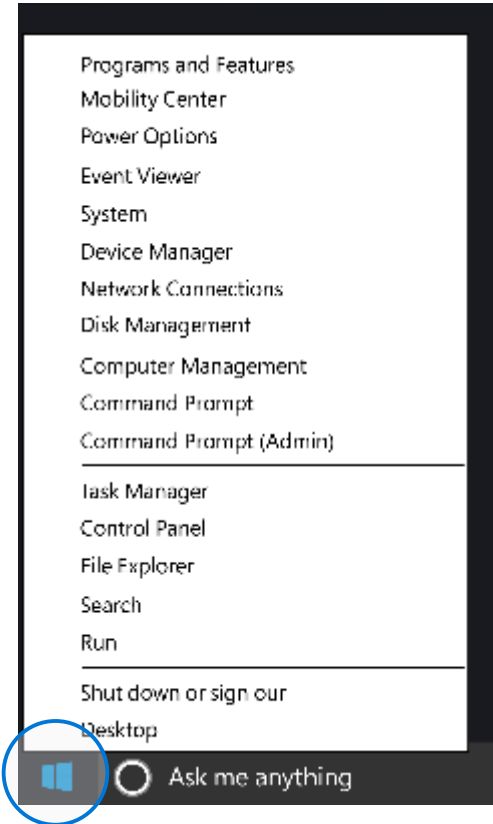 Programs and Features
Mobility Center
Power Options
Event Viewer
System
Device Manager
Network Connections
Disk Management
Computer Management
Command Prompt
Command Prompt (Admin)
Task Manager
Control Panel
File Explorer
Search
Run
Shut down or sign our
Desktop
Ask me anything